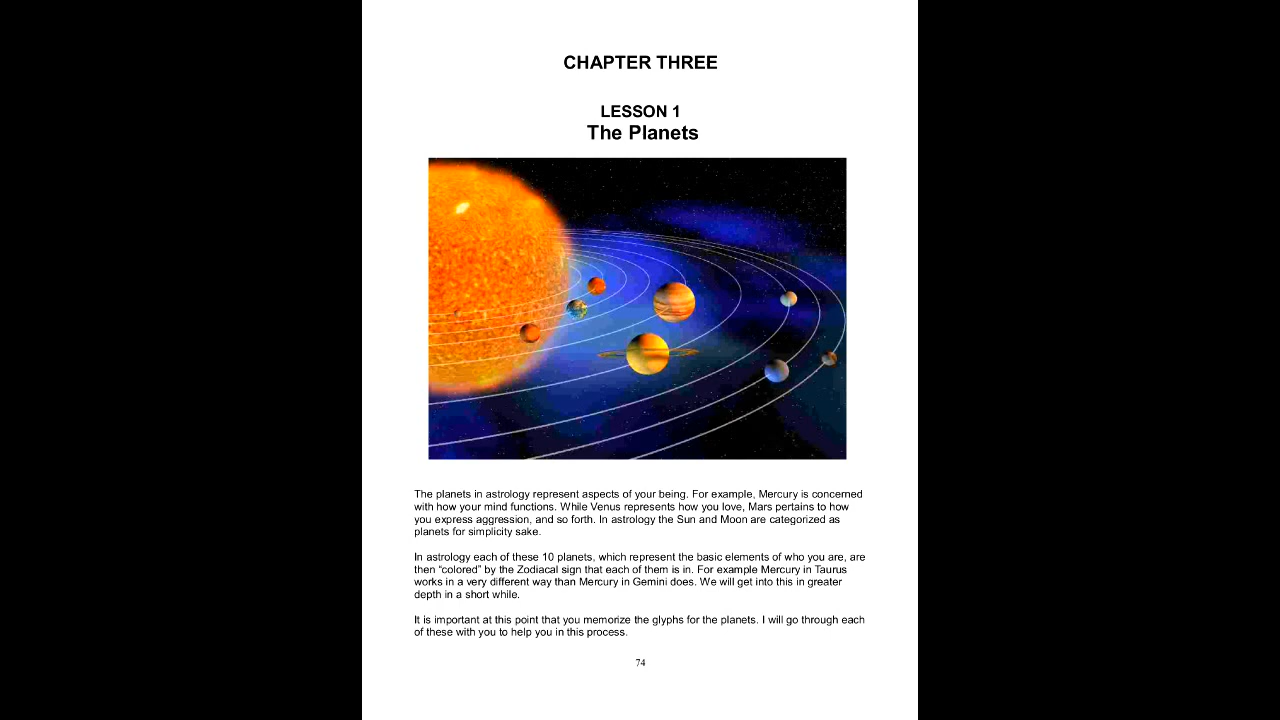 CHAPTER THREE
LESSON 1
The Planets
The planets in astrology represent aspects of your being. For example, Mercury is concerned
with how your mind functions. While Venus represents how you love, Mars pertains to how
you express aggression, and so forth. In astrology the Sun and Moon are categorized as
planets for simplicity sake.
In astrology each of these 10 planets, which represent the basic elements of who you are, are
then “colored” by the Zodiacal sign that each of them is in. For example Mercury in Taurus
works in a very different way than Mercury in Gemini does. We will get into this in greater
depth in a short while.
It is important at this point that you memorize the glyphs for the planets. I will go through each
of these with you to help you in this process.
74